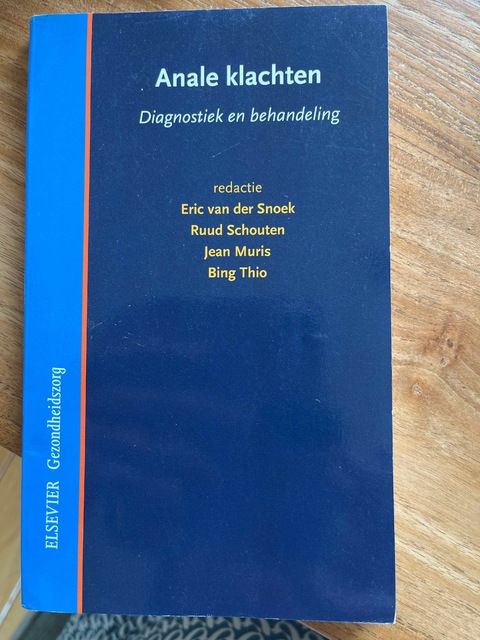 Anale klachten
Diagnostiek en behandeling
redactie
Eric van der Snoek
Ruud Schouten
Jean Muris
Bing Thio
ELSEVIER Gezondheidszorg